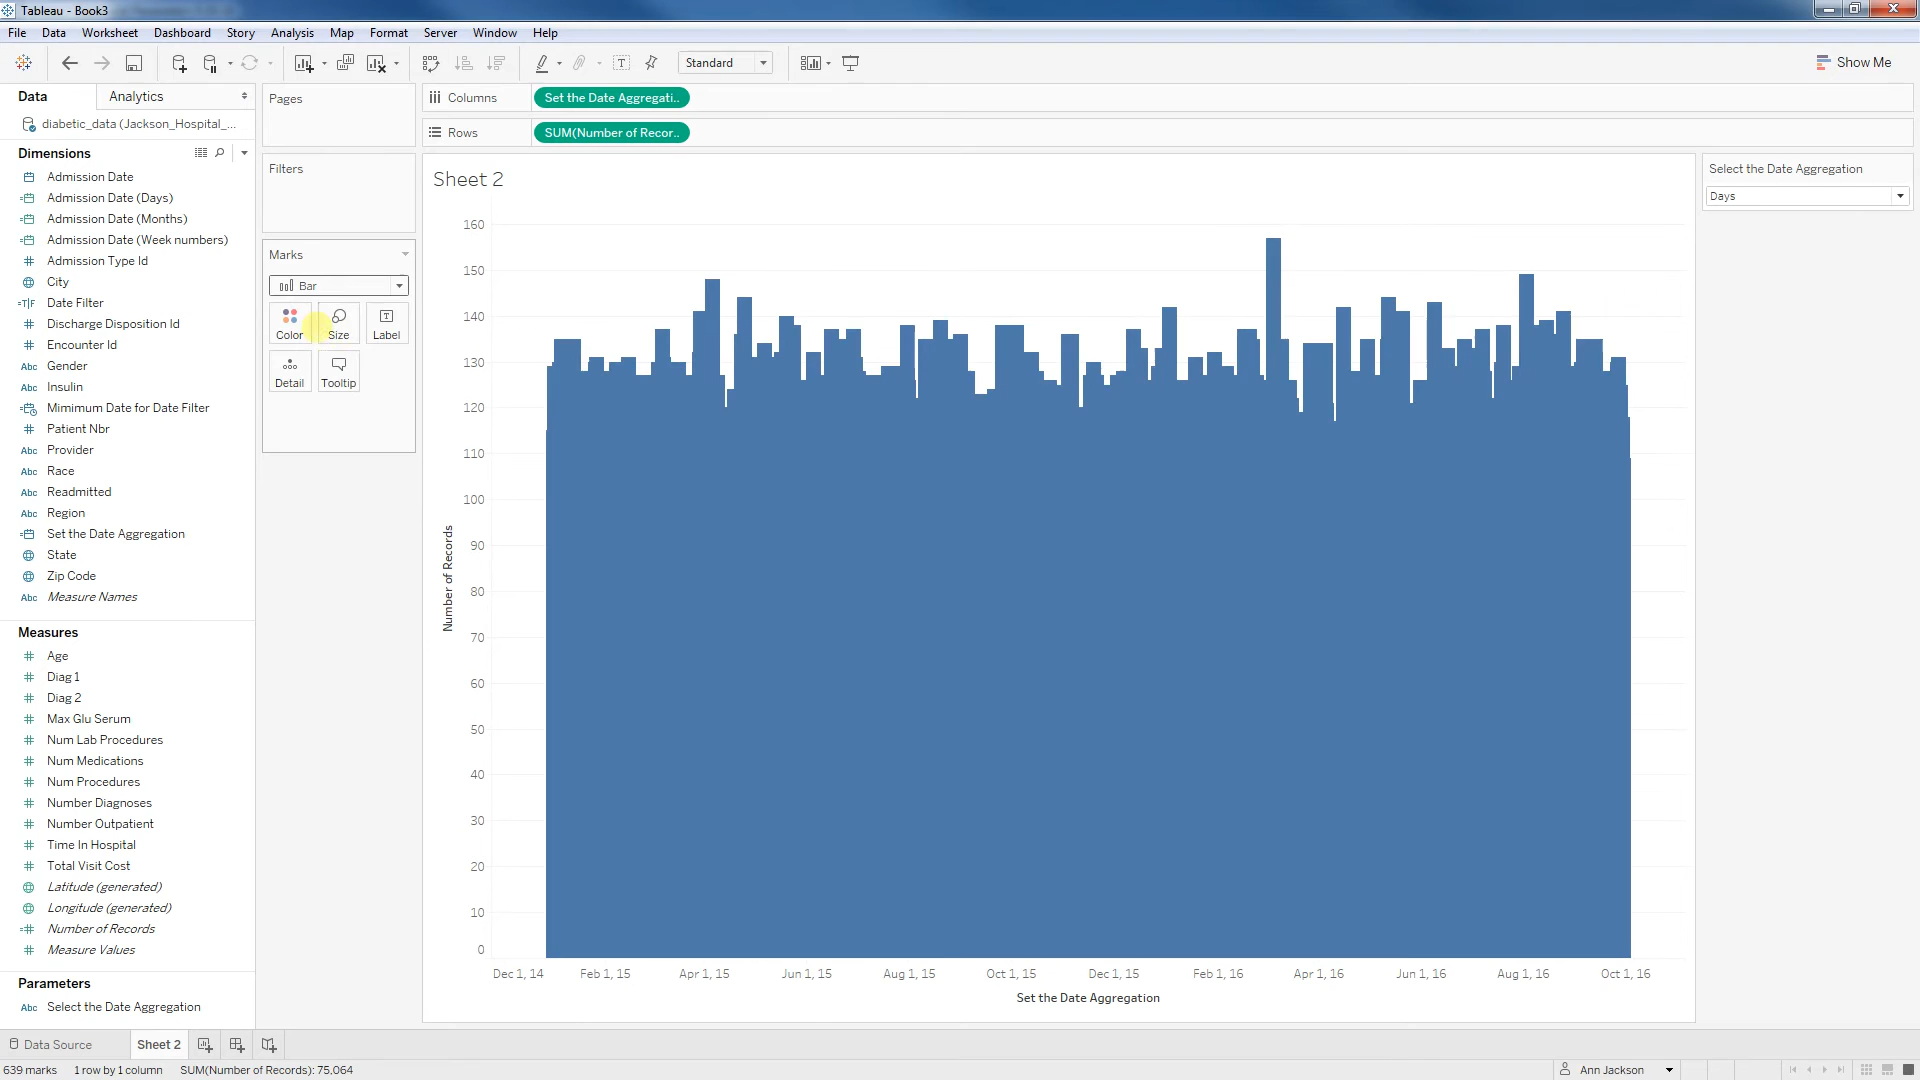 Tableau - Book3
File Data Worksheet Dashboard Story Analysis Map Format Server Window Help
Standard
Show Me
Data
Analytics
diabetic_data (Jackson_Hospital_...
Dimensions
Admission Date
Admission Date (Days)
Admission Date (Months)
Admission Date (Week numbers)
Admission Type Id
City
=T|F Date Filter
Discharge Disposition Id
Encounter Id
Abc Gender
Abc Insulin
Mimimum Date for Date Filter
Patient Nbr
Abc Provider
Abc Race
Abc Readmitted
Abc Region
Set the Date Aggregation
State
Zip Code
Abc Measure Names
Measures
Age
Diag 1
Diag 2
Max Glu Serum
Num Lab Procedures
Num Medications
Num Procedures
Number Diagnoses
Number Outpatient
Time In Hospital
Total Visit Cost
Latitude (generated)
Longitude (generated)
Number of Records
Measure Values
Parameters
Abc Select the Date Aggregation
Pages
Filters
Marks
Bar
Color
Size
Label
Detail
Tooltip
Columns
Set the Date Aggregati..
Rows
SUM(Number of Recor..
Sheet 2
160
150
140
130
120
110
100
90
80
70
60
50
40
30
20
10
0
Number of Records
Dec 1, 14
Feb 1, 15
Apr 1, 15
Jun 1, 15
Aug 1, 15
Oct 1, 15
Dec 1, 15
Feb 1, 16
Apr 1, 16
Jun 1, 16
Aug 1, 16
Oct 1, 16
Set the Date Aggregation
Select the Date Aggregation
Days
Data Source
Sheet 2
639 marks
1 row by 1 column
SUM(Number of Records): 75,064
Ann Jackson